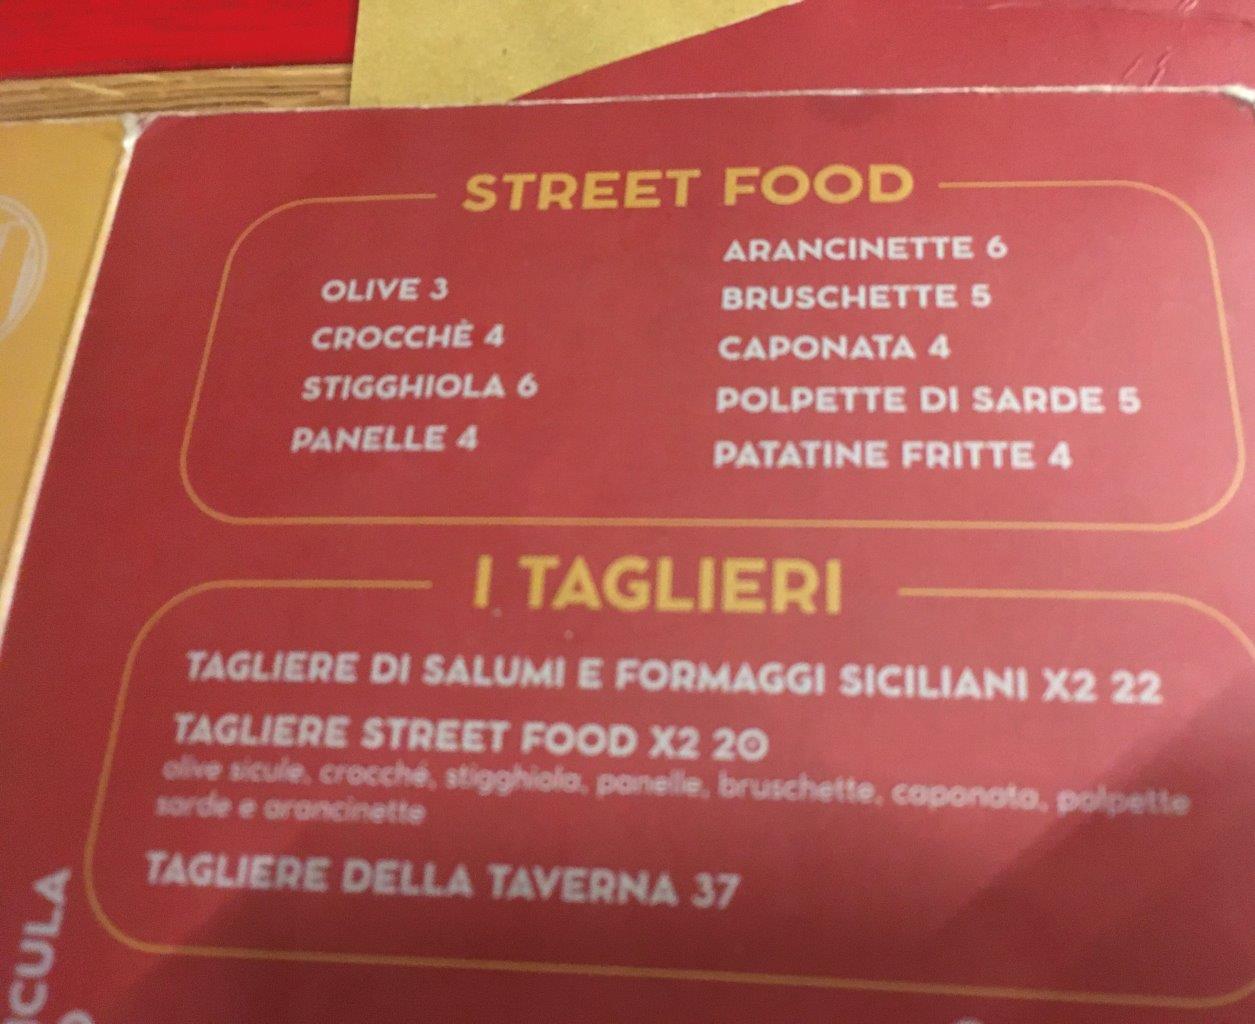 STREET FOOD
OLIVE 3
CROCCHÈ 4
STIGGHIOLA 6
PANELLE 4
ARANCINETTE 6
BRUSCHETTE 5
CAPONATA 4
POLPETTE DI SARDE 5
PATATINE FRITTE 4
I TAGLIERI
TAGLIERE DI SALUMI E FORMAGGI SICILIANI X2 22
TAGLIERE STREET FOOD X2 20
olive sicule, crocché, stigghiola, panelle, bruschette, caponata, polpette
sarde e arancinette
TAGLIERE DELLA TAVERNA 37